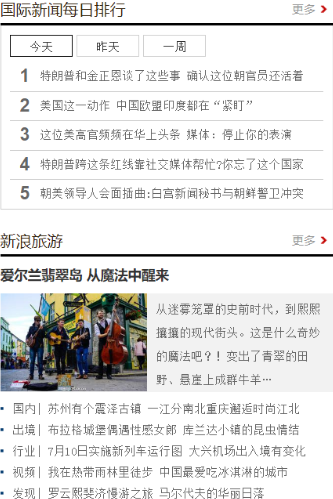 国际新闻每日排行 更多
今天 昨天 一周
1 特朗普和金正恩谈了这些事 确认这位朝官员还活着
2 美国这一动作 中国欧盟印度都在“紧盯”
3 这位美高官频频在华上头条 媒体：停止你的表演
4 特朗普跨这条红线靠社交媒体帮忙?你忘了这个国家
5 朝美领导人会面插曲:白宫新闻秘书与朝鲜警卫冲突
新浪旅游 更多
爱尔兰翡翠岛 从魔法中醒来
从迷雾笼罩的史前时代，到熙熙
攘攘的现代街头。这是什么奇妙
的魔法吧？！变出了青翠的田
野、悬崖上成群牛羊…
国内| 苏州有个震泽古镇 一江分南北重庆邂逅时尚江北
出境| 布拉格城堡偶遇性感女郎 库兰达小镇的昆虫情结
行业| 7月10日实施新列车运行图 大兴机场出入境有变化
视频| 我在热带雨林里徒步 中国最爱吃冰淇淋的城市
发现| 罗云熙斐济慢游之旅 马尔代夫的华丽日落